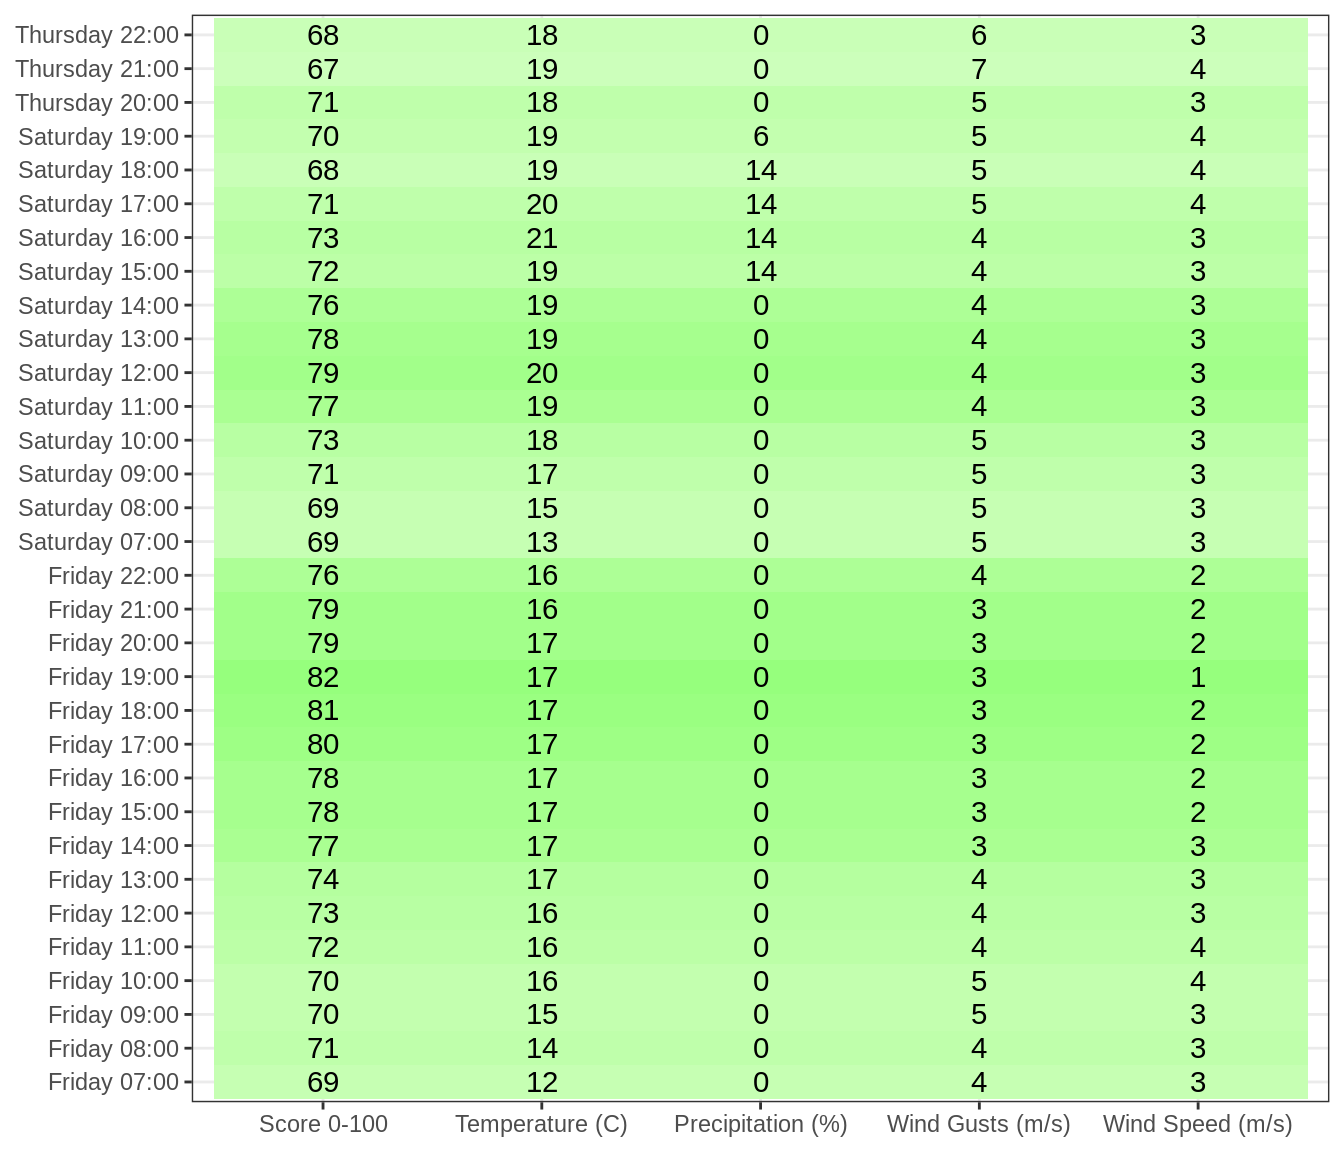 Thursday 22:00 68 18 0 6 3
Thursday 21:00 67 19 0 7 4
Thursday 20:00 71 18 0 5 3
Saturday 19:00 70 19 6 5 4
Saturday 18:00 68 19 14 5 4
Saturday 17:00 71 20 14 5 4
Saturday 16:00 73 21 14 4 3
Saturday 15:00 72 19 14 4 3
Saturday 14:00 76 19 0 4 3
Saturday 13:00 78 19 0 4 3
Saturday 12:00 79 20 0 4 3
Saturday 11:00 77 19 0 4 3
Saturday 10:00 73 18 0 5 3
Saturday 09:00 71 17 0 5 3
Saturday 08:00 69 15 0 5 3
Saturday 07:00 69 13 0 5 3
Friday 22:00 76 16 0 4 2
Friday 21:00 79 16 0 3 2
Friday 20:00 79 17 0 3 2
Friday 19:00 82 17 0 3 1
Friday 18:00 81 17 0 3 2
Friday 17:00 80 17 0 3 2
Friday 16:00 78 17 0 3 2
Friday 15:00 78 17 0 3 2
Friday 14:00 77 17 0 3 3
Friday 13:00 74 17 0 4 3
Friday 12:00 73 16 0 4 3
Friday 11:00 72 16 0 4 4
Friday 10:00 70 16 0 5 4
Friday 09:00 70 15 0 5 3
Friday 08:00 71 14 0 4 3
Friday 07:00 69 12 0 4 3
Score 0-100 Temperature (C) Precipitation (%) Wind Gusts (m/s) Wind Speed (m/s)